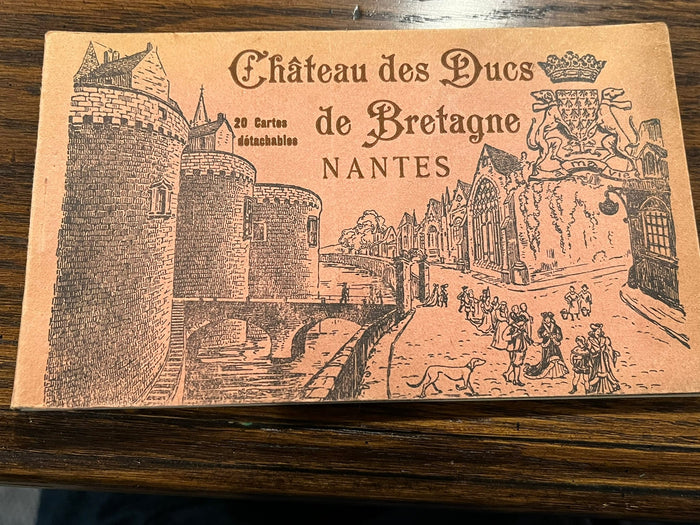 Château des Ducs
de Bretagne
NANTES
20 Cartes
détachables